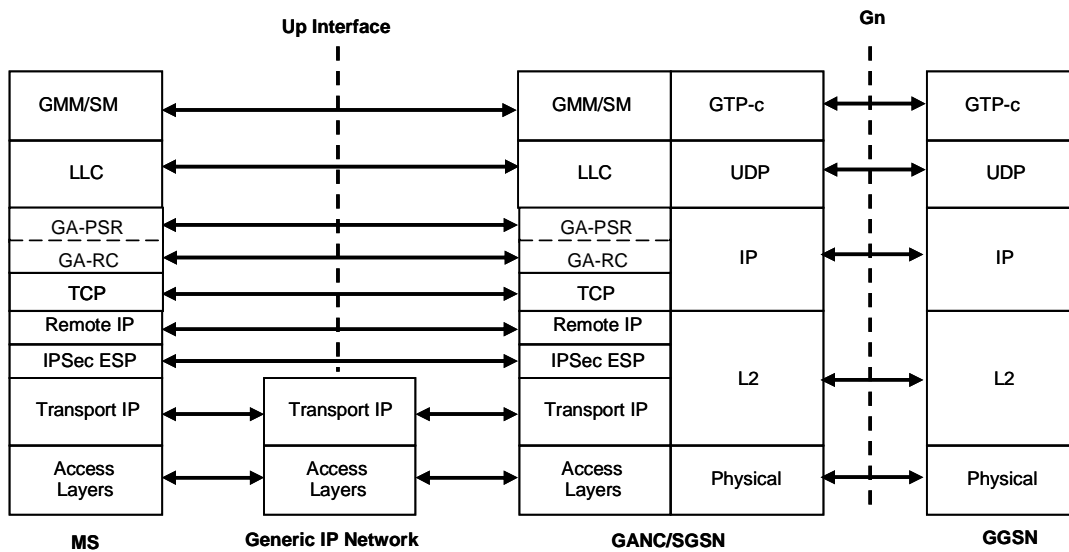 Up Interface
Gn
GMM/SM
GMM/SM
GTP-c
GTP-c
LLC
LLC
UDP
UDP
GA-PSR
GA-PSR
GA-RC
GA-RC
IP
IP
TCP
TCP
Remote IP
Remote IP
IPSec ESP
IPSec ESP
L2
L2
Transport IP
Transport IP
Transport IP
Access
Layers
Access
Layers
Access
Layers
Physical
Physical
MS
Generic IP Network
GANC/SGSN
GGSN